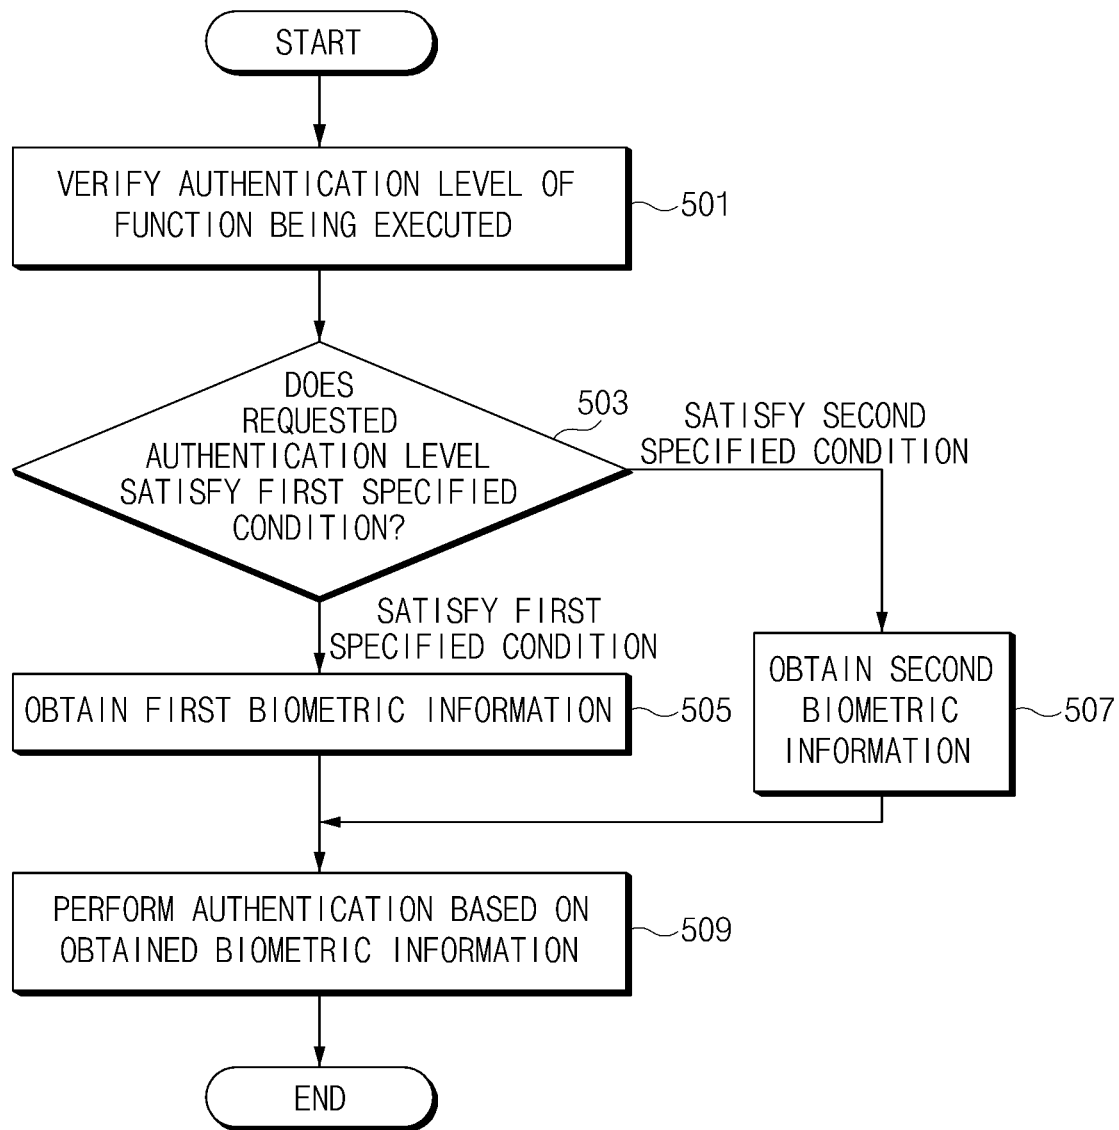 START
VERIFY AUTHENTICATION LEVEL OF
FUNCTION BEING EXECUTED
501
DOES
REQUESTED
AUTHENTICATION LEVEL
SATISFY FIRST SPECIFIED
CONDITION?
503
SATISFY SECOND
SPECIFIED CONDITION
SATISFY FIRST
SPECIFIED CONDITION
OBTAIN FIRST BIOMETRIC INFORMATION
505
OBTAIN SECOND
BIOMETRIC
INFORMATION
507
PERFORM AUTHENTICATION BASED ON
OBTAINED BIOMETRIC INFORMATION
509
END